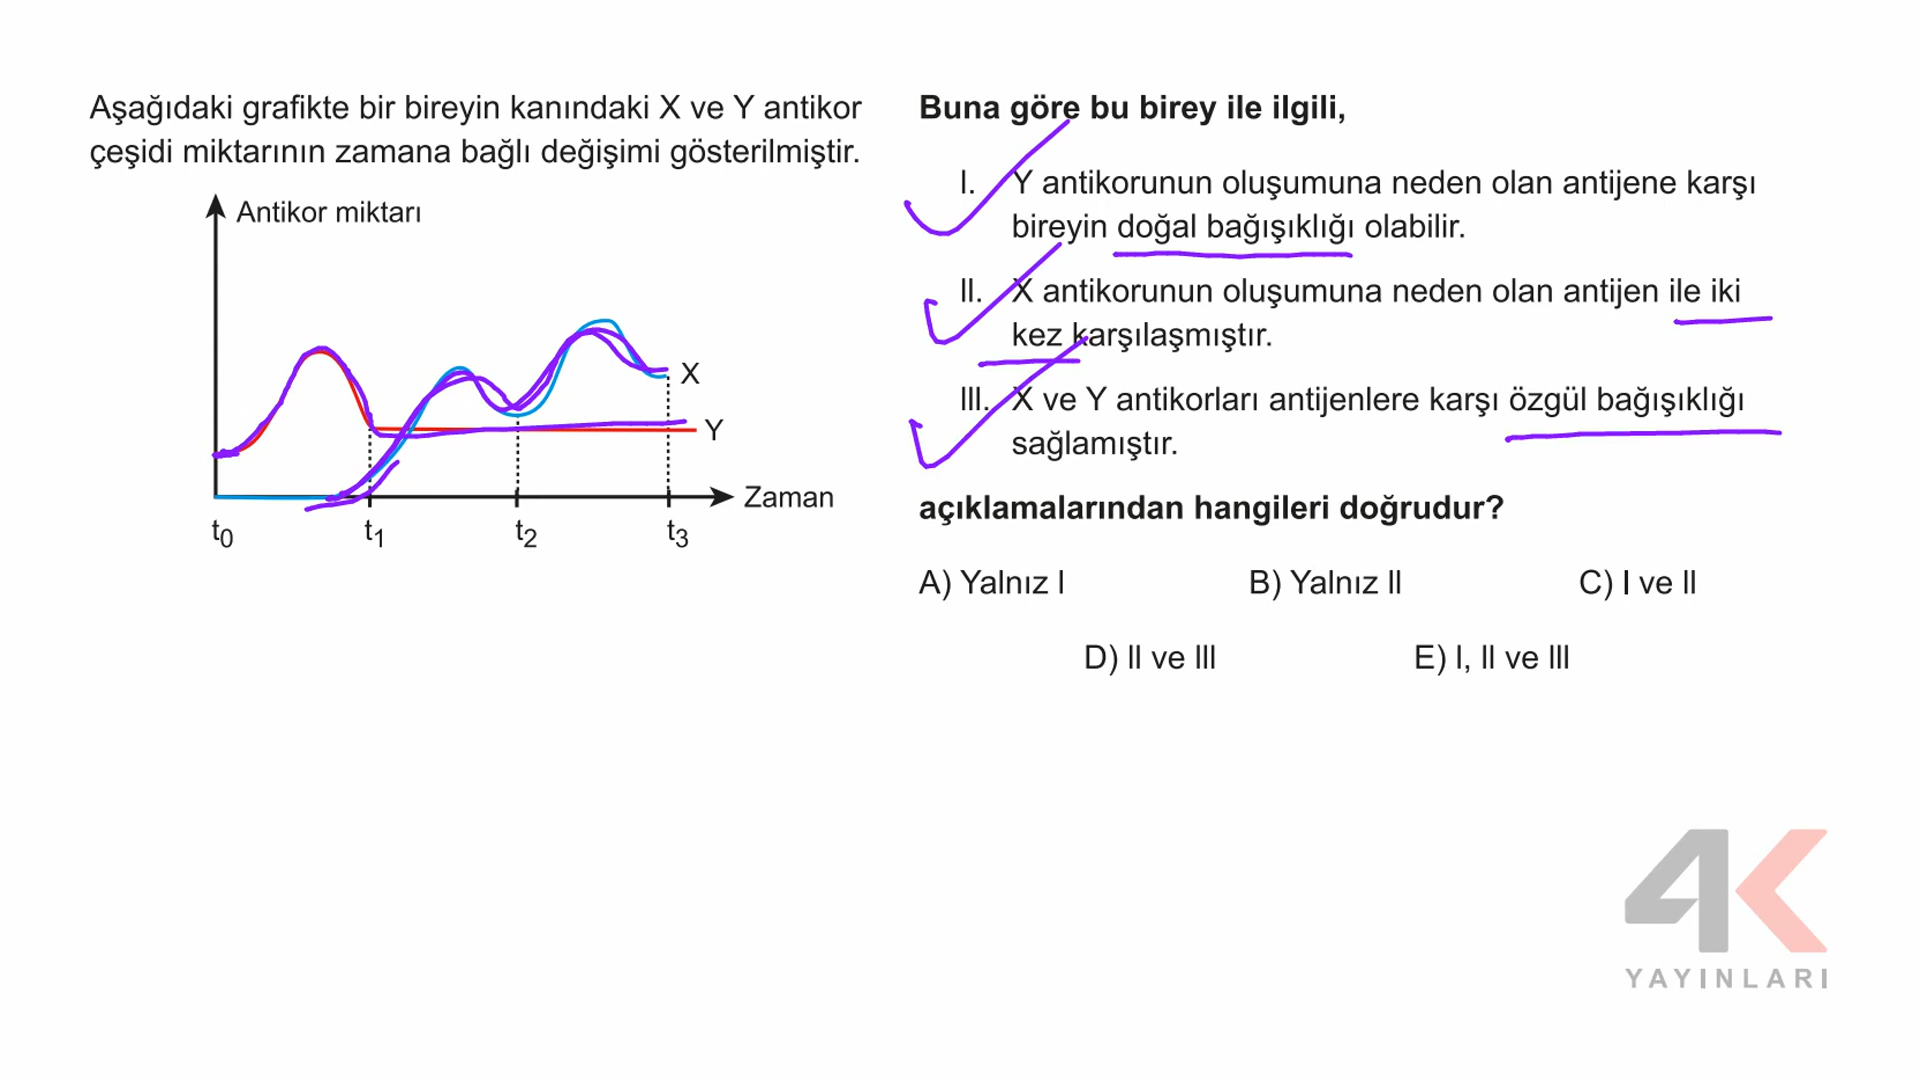 Aşağıdaki grafikte bir bireyin kanındaki X ve Y antikor
çeşidi miktarının zamana bağlı değişimi gösterilmiştir.
Antikor miktarı
X
Y
Zaman
t0
t1
t2
t3
Buna göre bu birey ile ilgili,
I. Y antikorunun oluşumuna neden olan antijene karşı
bireyin doğal bağışıklığı olabilir.
II. X antikorunun oluşumuna neden olan antijen ile iki
kez karşılaşmıştır.
III. X ve Y antikorları antijenlere karşı özgül bağışıklığı
sağlamıştır.
açıklamalarından hangileri doğrudur?
A) Yalnız I B) Yalnız II C) I ve II
D) II ve III E) I, II ve III
4K
YAYINLARI